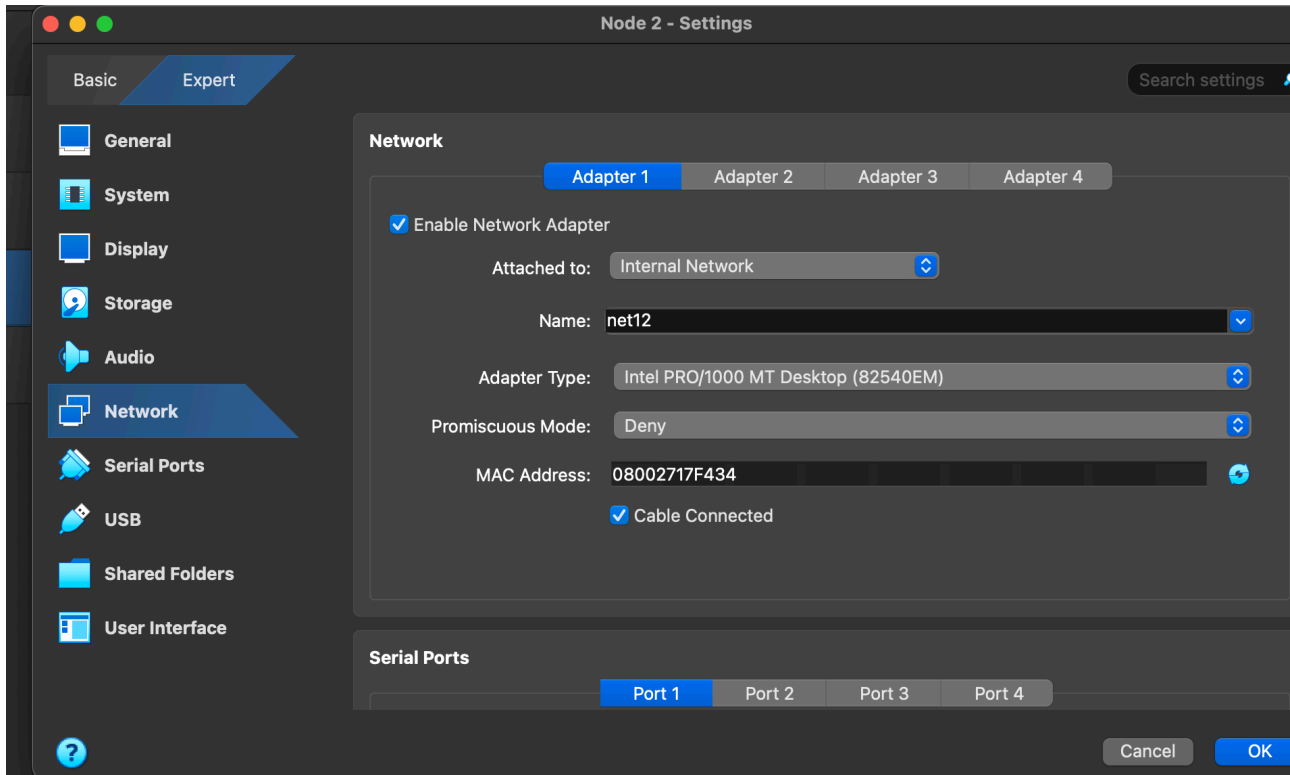 Node 2 - Settings
Basic Expert
Search settings
General
System
Display
Storage
Audio
Network
Serial Ports
USB
Shared Folders
User Interface
Network
Adapter 1 Adapter 2 Adapter 3 Adapter 4
Enable Network Adapter
Attached to: Internal Network
Name: net12
Adapter Type: Intel PRO/1000 MT Desktop (82540EM)
Promiscuous Mode: Deny
MAC Address: 08002717F434
Cable Connected
Serial Ports
Port 1 Port 2 Port 3 Port 4
?
Cancel OK